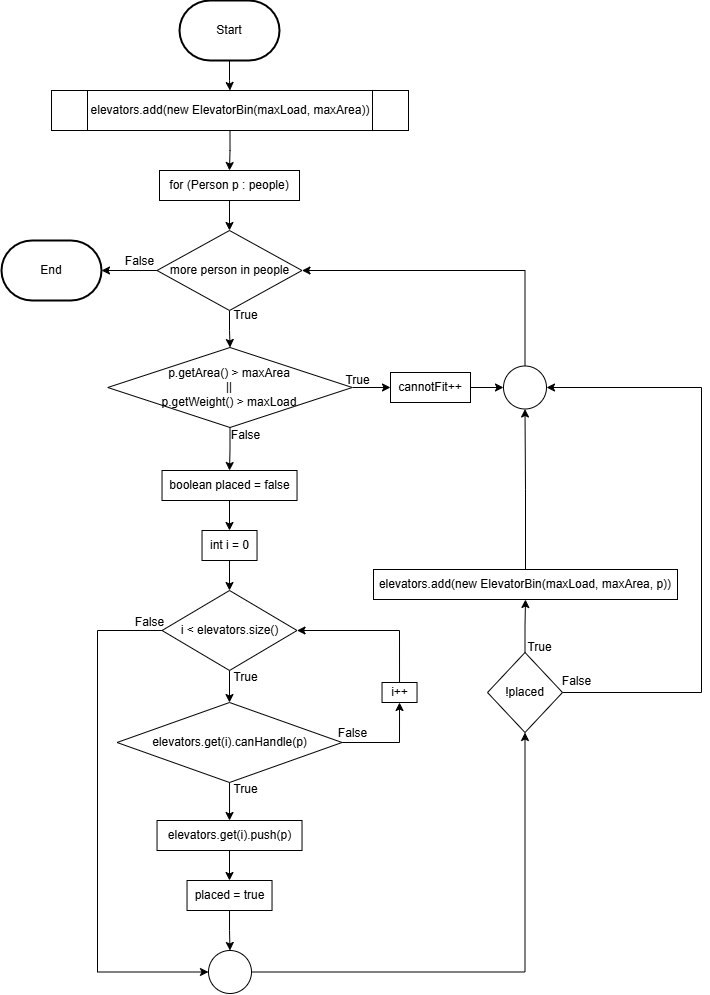 Start
elevators.add(new ElevatorBin(maxLoad, maxArea))
for (Person p : people)
End
False
more person in people
True
p.getArea() > maxArea
||
p.getWeight() > maxLoad
True
cannotFit++
False
boolean placed = false
int i = 0
elevators.add(new ElevatorBin(maxLoad, maxArea, p))
False
i < elevators.size()
True
True
i++
!placed
False
elevators.get(i).canHandle(p)
False
True
elevators.get(i).push(p)
placed = true